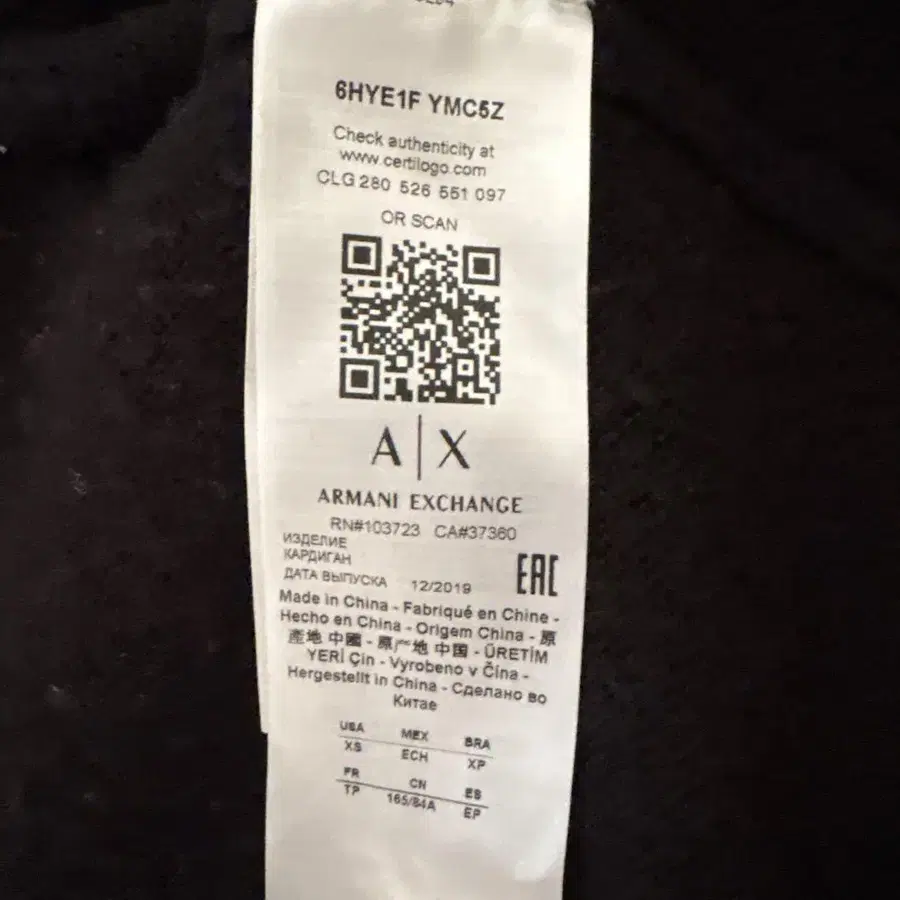 6HYE1F YMC5Z
Check authenticity at
www.certilogo.com
CLG 280 526 551 097
OR SCAN
A|X
ARMANI EXCHANGE
RN#103723 CA#37360
ИЗДЕЛИЕ
КАРДИГАН
ДАТА ВЫПУСКА 12/2019
EAC
Made in China - Fabriqué en Chine -
Hecho en China - Origem China - 原
產地 中國 - 原产地 中国 - ÜRETİM
YERİ Çin - Vyrobeno v Čína -
Hergestellt in China - Сделано во
Китае
USA MEX BRA
XS ECH XP
FR CN ES
TP 165/84A EP